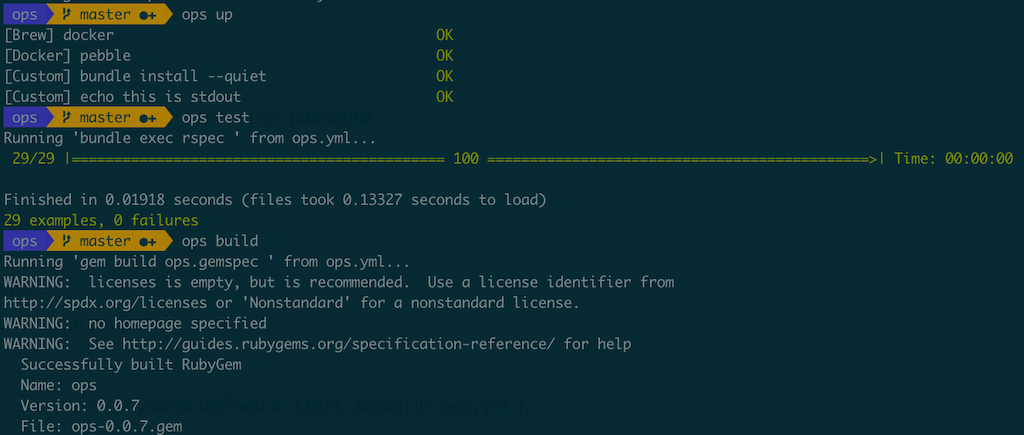 ops master ●+ ops up
[Brew] docker OK
[Docker] pebble OK
[Custom] bundle install --quiet OK
[Custom] echo this is stdout OK
ops master ●+ ops test
Running 'bundle exec rspec ' from ops.yml...
29/29 |============================================ 100 =============================================>| Time: 00:00:00
Finished in 0.01918 seconds (files took 0.13327 seconds to load)
29 examples, 0 failures
ops master ●+ ops build
Running 'gem build ops.gemspec ' from ops.yml...
WARNING:  licenses is empty, but is recommended.  Use a license identifier from
http://spdx.org/licenses or 'Nonstandard' for a nonstandard license.
WARNING:  no homepage specified
WARNING:  See http://guides.rubygems.org/specification-reference/ for help
Successfully built RubyGem
Name: ops
Version: 0.0.7
File: ops-0.0.7.gem